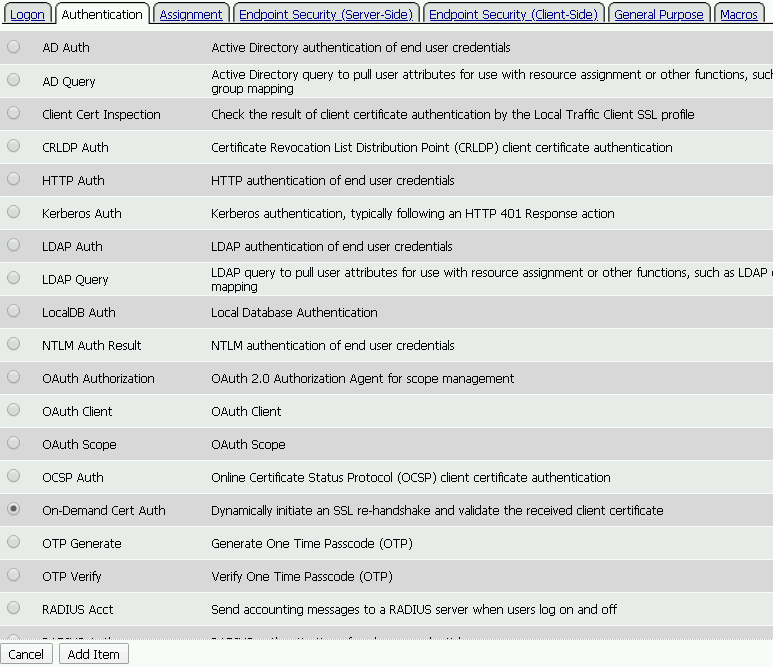 Logon Authentication Assignment Endpoint Security (Server-Side) Endpoint Security (Client-Side) General Purpose Macros
AD Auth Active Directory authentication of end user credentials
AD Query Active Directory query to pull user attributes for use with resource assignment or other functions, such
group mapping
Client Cert Inspection Check the result of client certificate authentication by the Local Traffic Client SSL profile
CRLDP Auth Certificate Revocation List Distribution Point (CRLDP) client certificate authentication
HTTP Auth HTTP authentication of end user credentials
Kerberos Auth Kerberos authentication, typically following an HTTP 401 Response action
LDAP Auth LDAP authentication of end user credentials
LDAP Query LDAP query to pull user attributes for use with resource assignment or other functions, such as LDAP
mapping
LocalDB Auth Local Database Authentication
NTLM Auth Result NTLM authentication of end user credentials
OAuth Authorization OAuth 2.0 Authorization Agent for scope management
OAuth Client OAuth Client
OAuth Scope OAuth Scope
OCSP Auth Online Certificate Status Protocol (OCSP) client certificate authentication
On-Demand Cert Auth Dynamically initiate an SSL re-handshake and validate the received client certificate
OTP Generate Generate One Time Passcode (OTP)
OTP Verify Verify One Time Passcode (OTP)
RADIUS Acct Send accounting messages to a RADIUS server when users log on and off
Cancel Add Item